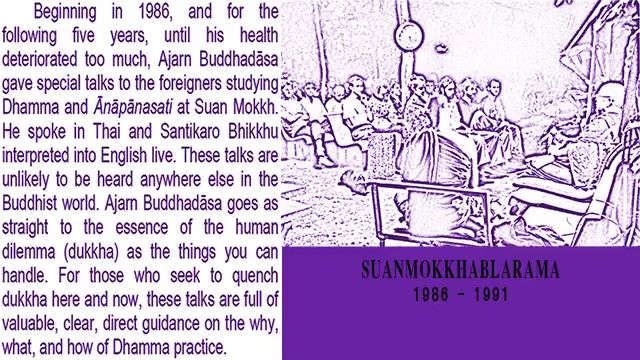 Beginning in 1986, and for the
following five years, until his health
deteriorated too much, Ajarn Buddhadāsa
gave special talks to the foreigners studying
Dhamma and Ānāpānasati at Suan Mokkh.
He spoke in Thai and Santikaro Bhikkhu
interpreted into English live. These talks are
unlikely to be heard anywhere else in the
Buddhist world. Ajarn Buddhadāsa goes as
straight to the essence of the human
dilemma (dukkha) as the things you can
handle. For those who seek to quench
dukkha here and now, these talks are full of
valuable, clear, direct guidance on the why,
what, and how of Dhamma practice.
SUANMOKKHABLARAMA
1986 - 1991